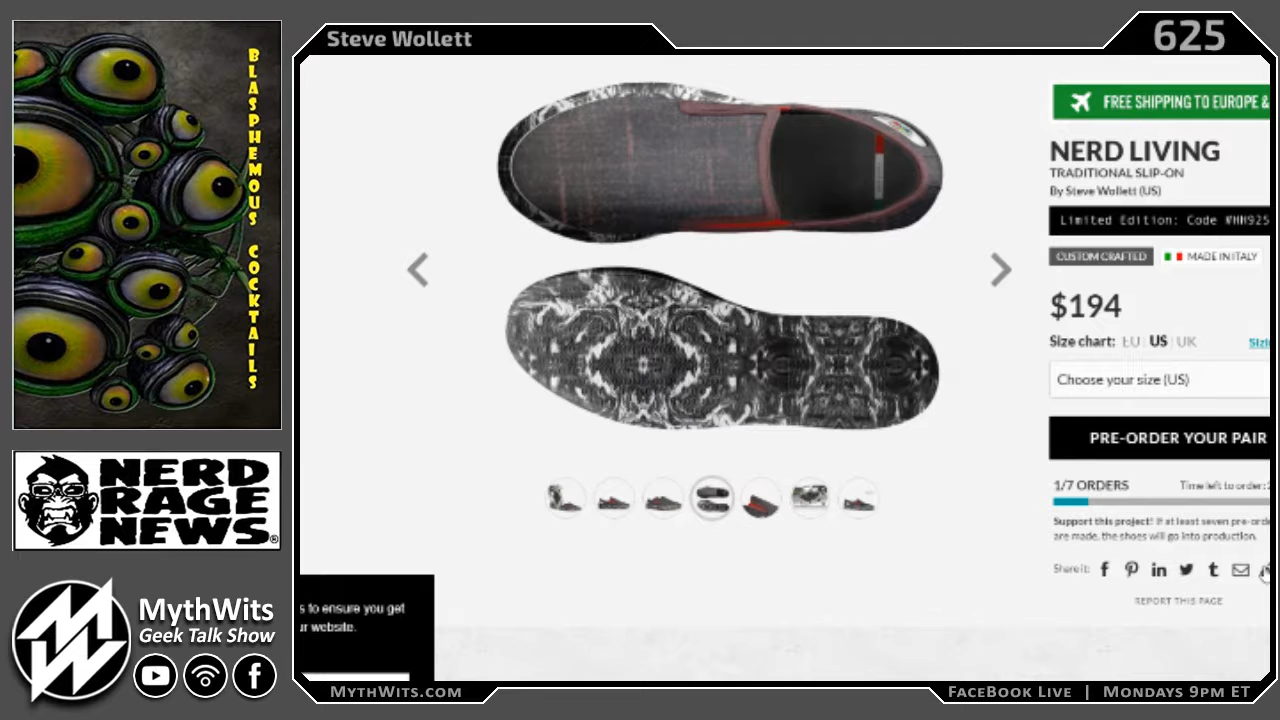 Steve Wollett
625
BLASPHEMOUS COCKTAILS
FREE SHIPPING TO EUROPE &
NERD LIVING
TRADITIONAL SLIP-ON
By Steve Wollett (US)
Limited Edition: Code #HH925
CUSTOM CRAFTED
MADE IN ITALY
$194
Size chart: EU US UK
Choose your size (US)
PRE-ORDER YOUR PAIR
1/7 ORDERS Time left to order:
Support this project! If at least seven pre-orde
are made, the shoes will go into production.
Share it:
REPORT THIS PAGE
s to ensure you get
ur website.
NERD
RAGE
NEWS
MythWits
Geek Talk Show
MythWits.com
FaceBook Live | Mondays 9pm ET